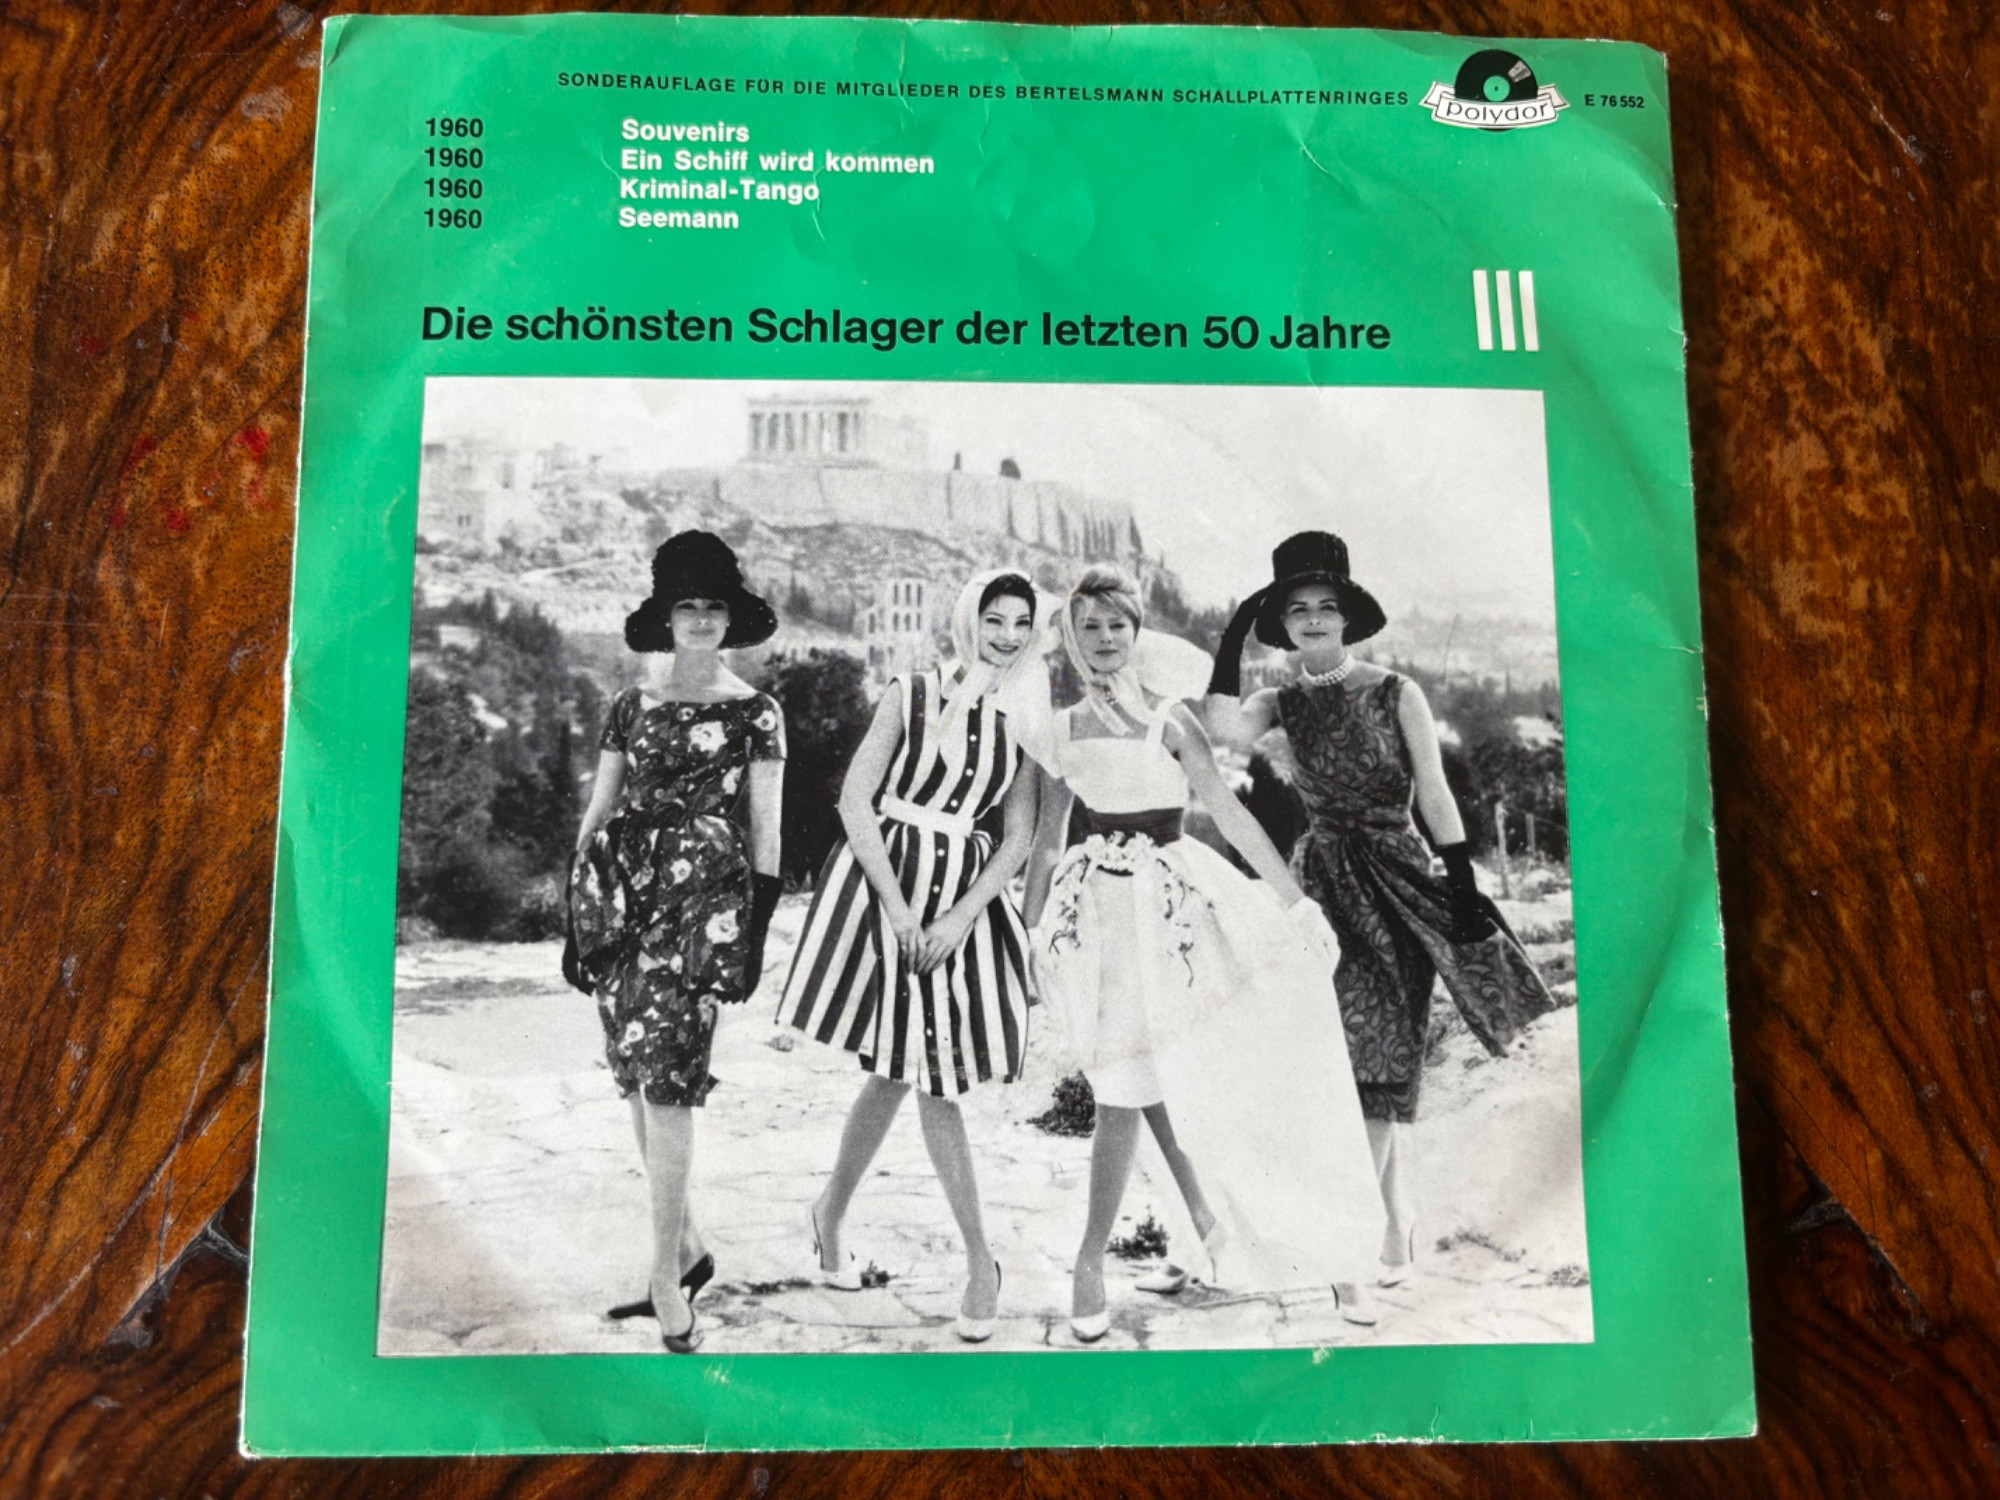 SONDERAUFLAGE FÜR DIE MITGLIEDER DES BERTELSMANN SCHALLPLATTENRINGES polydor E 76 552
1960 Souvenirs
1960 Ein Schiff wird kommen
1960 Kriminal-Tango
1960 Seemann
Die schönsten Schlager der letzten 50 Jahre III